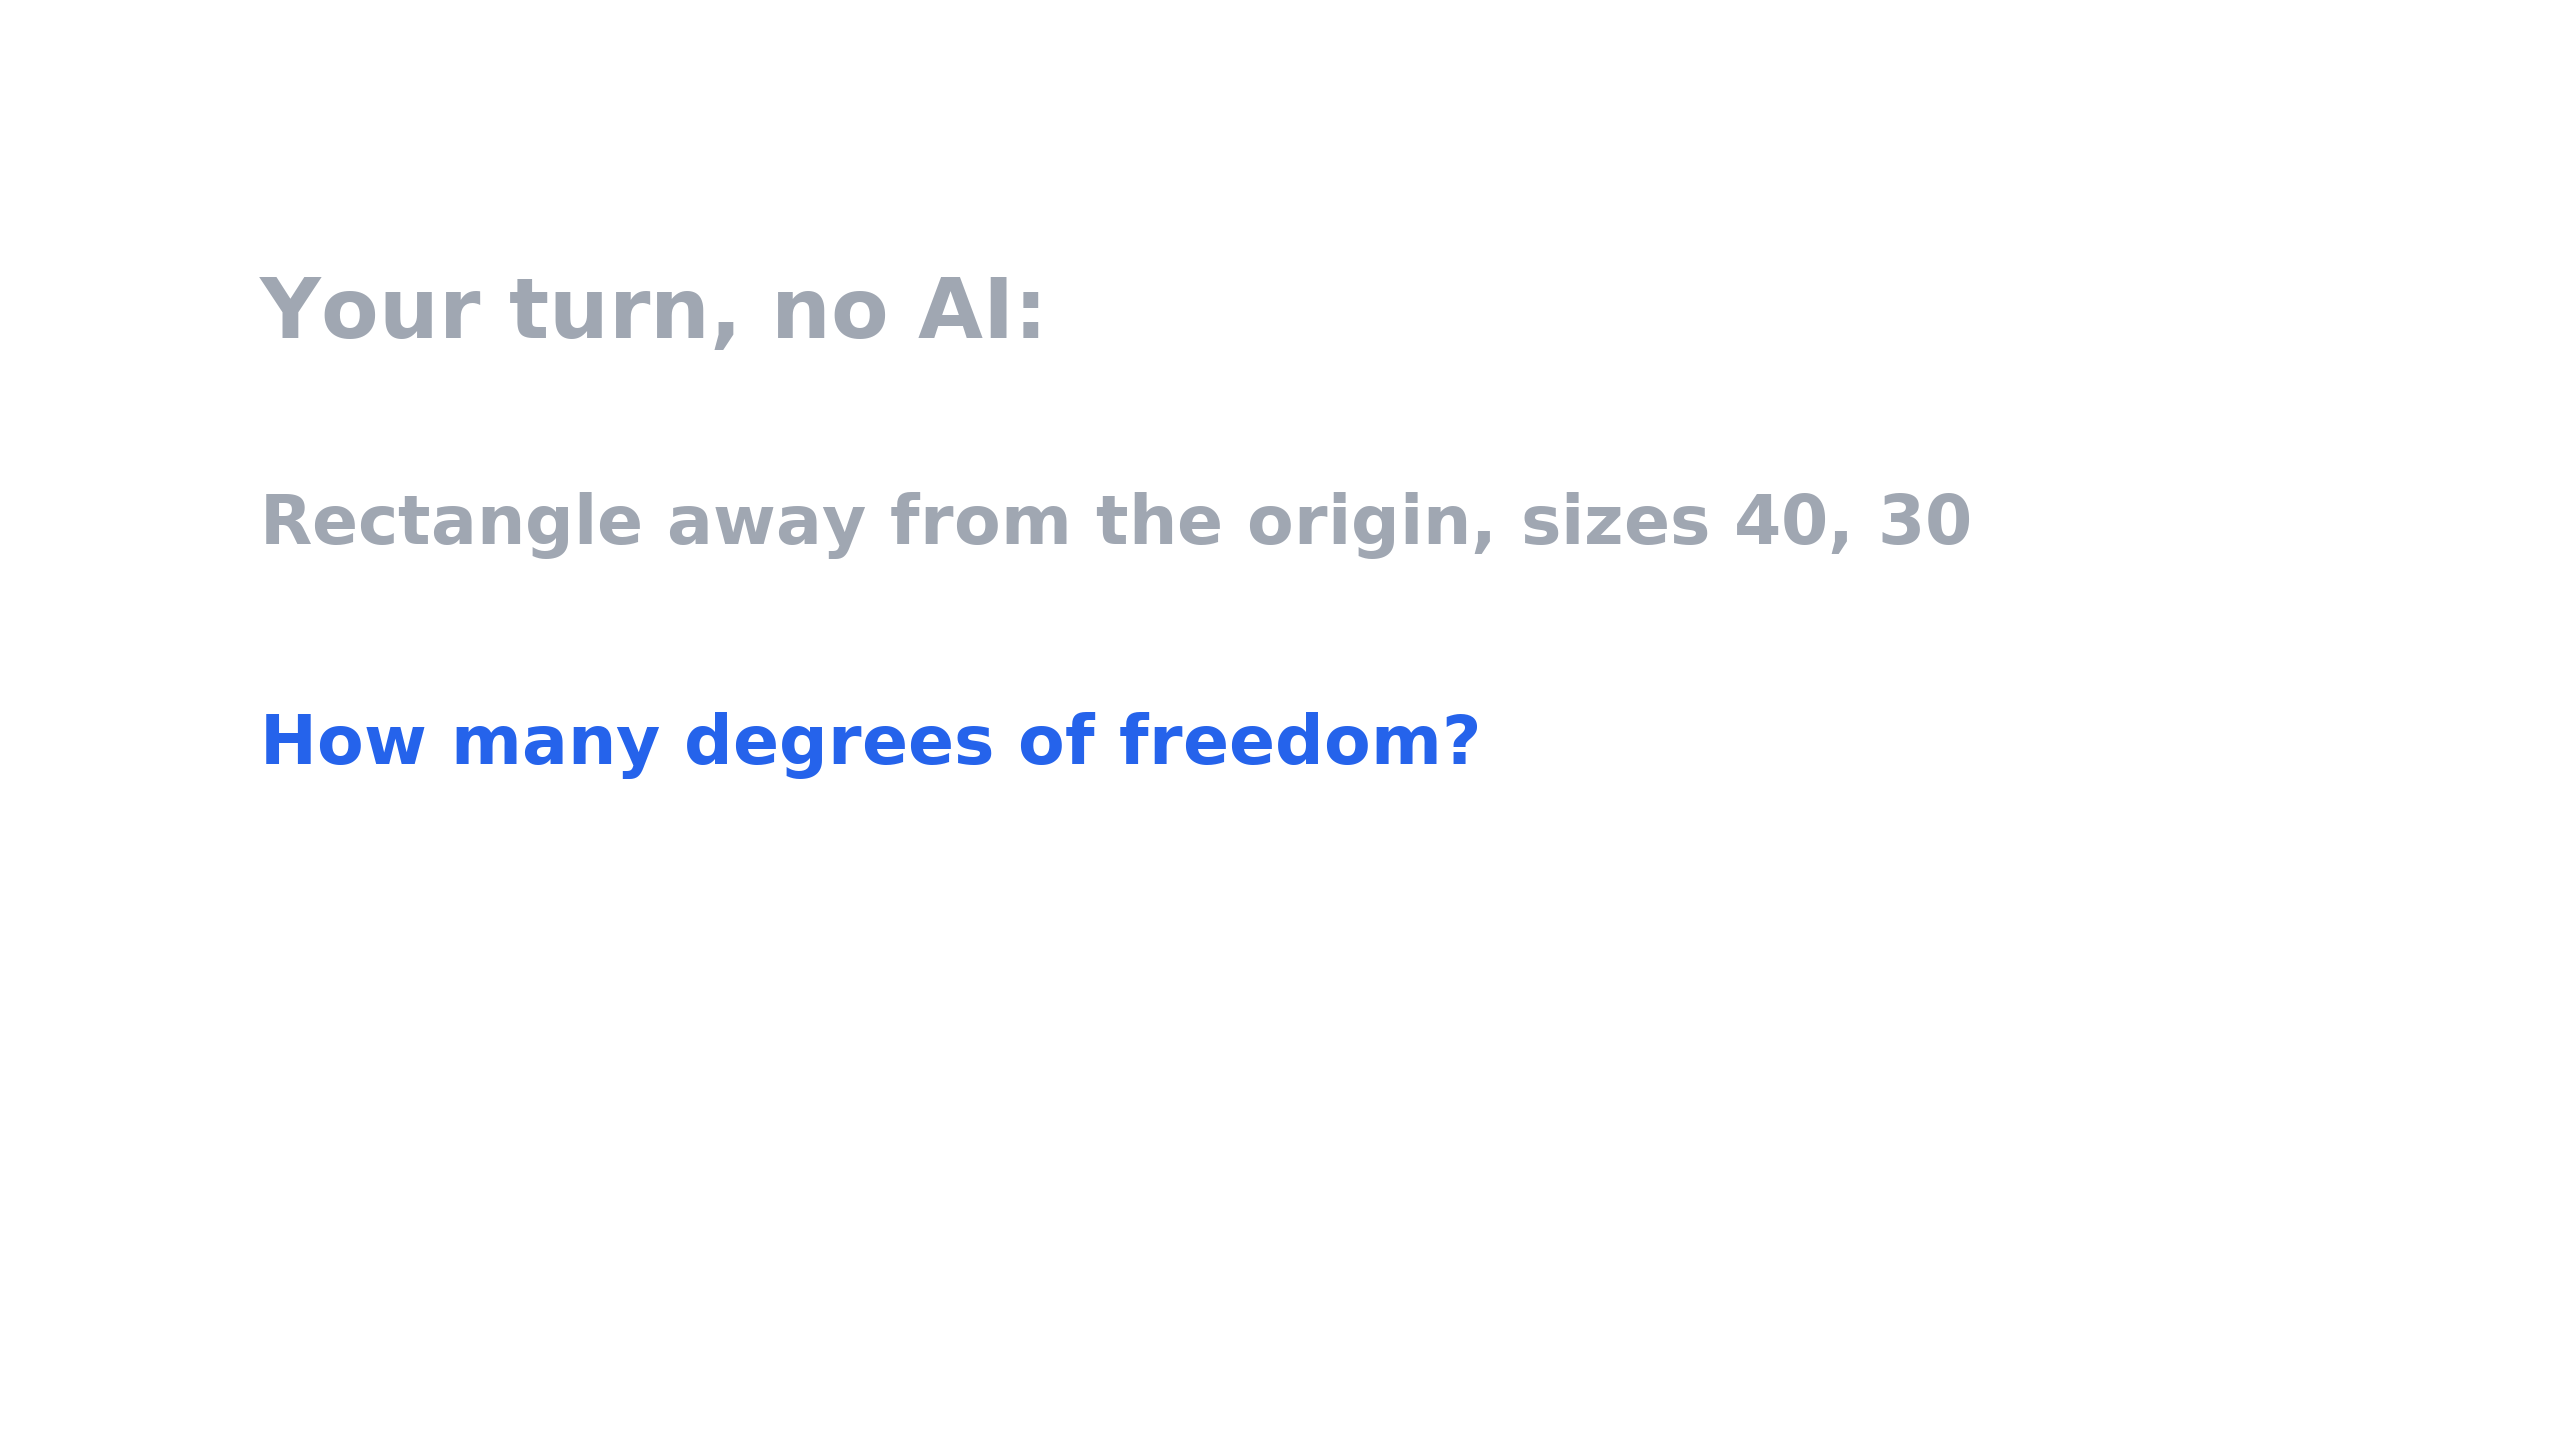 Your turn, no AI:
Rectangle away from the origin, sizes 40, 30
How many degrees of freedom?